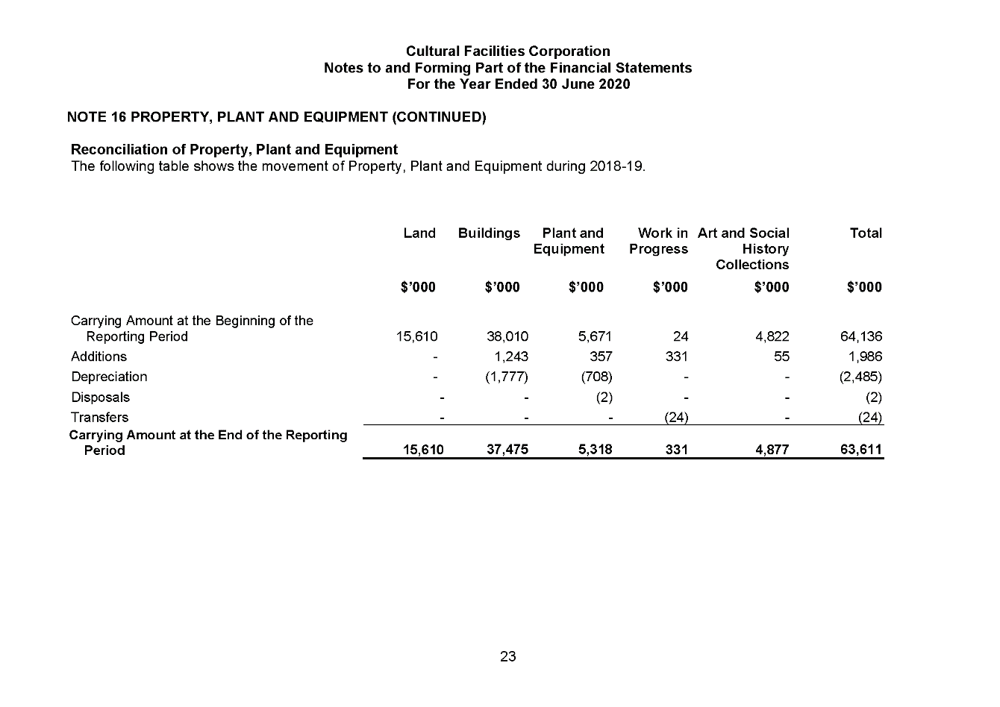 Cultural Facilities Corporation
Notes to and Forming Part of the Financial Statements
For the Year Ended 30 June 2020
NOTE 16 PROPERTY, PLANT AND EQUIPMENT (CONTINUED)
Reconciliation of Property, Plant and Equipment
The following table shows the movement of Property, Plant and Equipment during 2018-19.
Land Buildings Plant and Work in Art and Social Total
Equipment Progress History
Collections
$'000 $'000 $'000 $'000 $'000 $'000
Carrying Amount at the Beginning of the
Reporting Period 15,610 38,010 5,671 24 4,822 64,136
Additions - 1,243 357 331 55 1,986
Depreciation - (1,777) (708) - - (2,485)
Disposals - - (2) - - (2)
Transfers - - - (24) - (24)
Carrying Amount at the End of the Reporting
Period 15,610 37,475 5,318 331 4,877 63,611
23